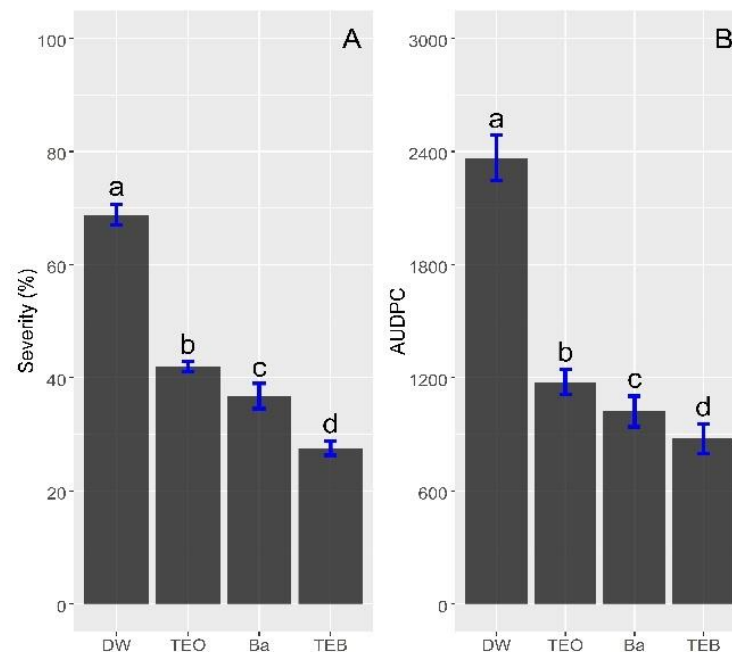 A
Severity (%)
100
80
60
40
20
0
a
b
c
d
DW TEO Ba TEB
B
AUDPC
3000
2400
1800
1200
600
0
a
b
c
d
DW TEO Ba TEB